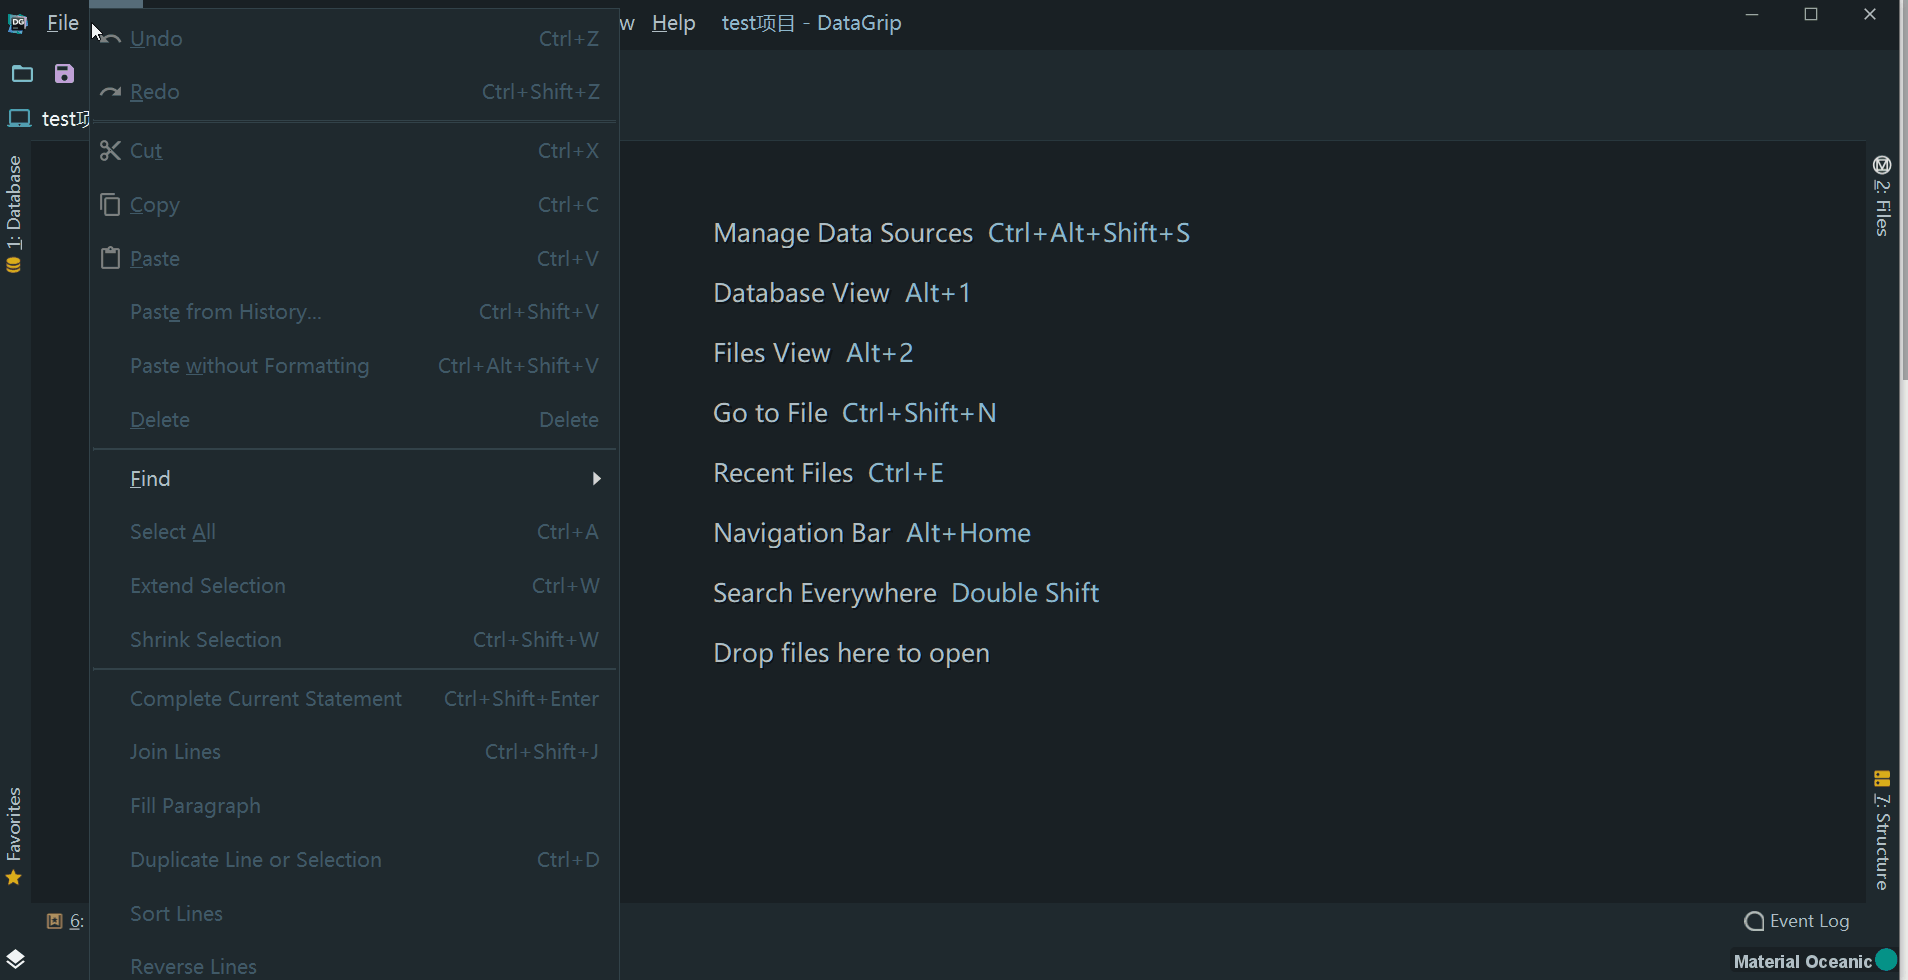 DG File w Help test项目 - DataGrip
Undo Ctrl+Z
Redo Ctrl+Shift+Z
test项
Cut Ctrl+X
Copy Ctrl+C
Paste Ctrl+V
Paste from History... Ctrl+Shift+V
Paste without Formatting Ctrl+Alt+Shift+V
Delete Delete
Find
Select All Ctrl+A
Extend Selection Ctrl+W
Shrink Selection Ctrl+Shift+W
Complete Current Statement Ctrl+Shift+Enter
Join Lines Ctrl+Shift+J
Fill Paragraph
Duplicate Line or Selection Ctrl+D
Sort Lines
Reverse Lines
Manage Data Sources Ctrl+Alt+Shift+S
Database View Alt+1
Files View Alt+2
Go to File Ctrl+Shift+N
Recent Files Ctrl+E
Navigation Bar Alt+Home
Search Everywhere Double Shift
Drop files here to open
1: Database
Favorites
2: Files
7: Structure
6:
Event Log
Material Oceanic